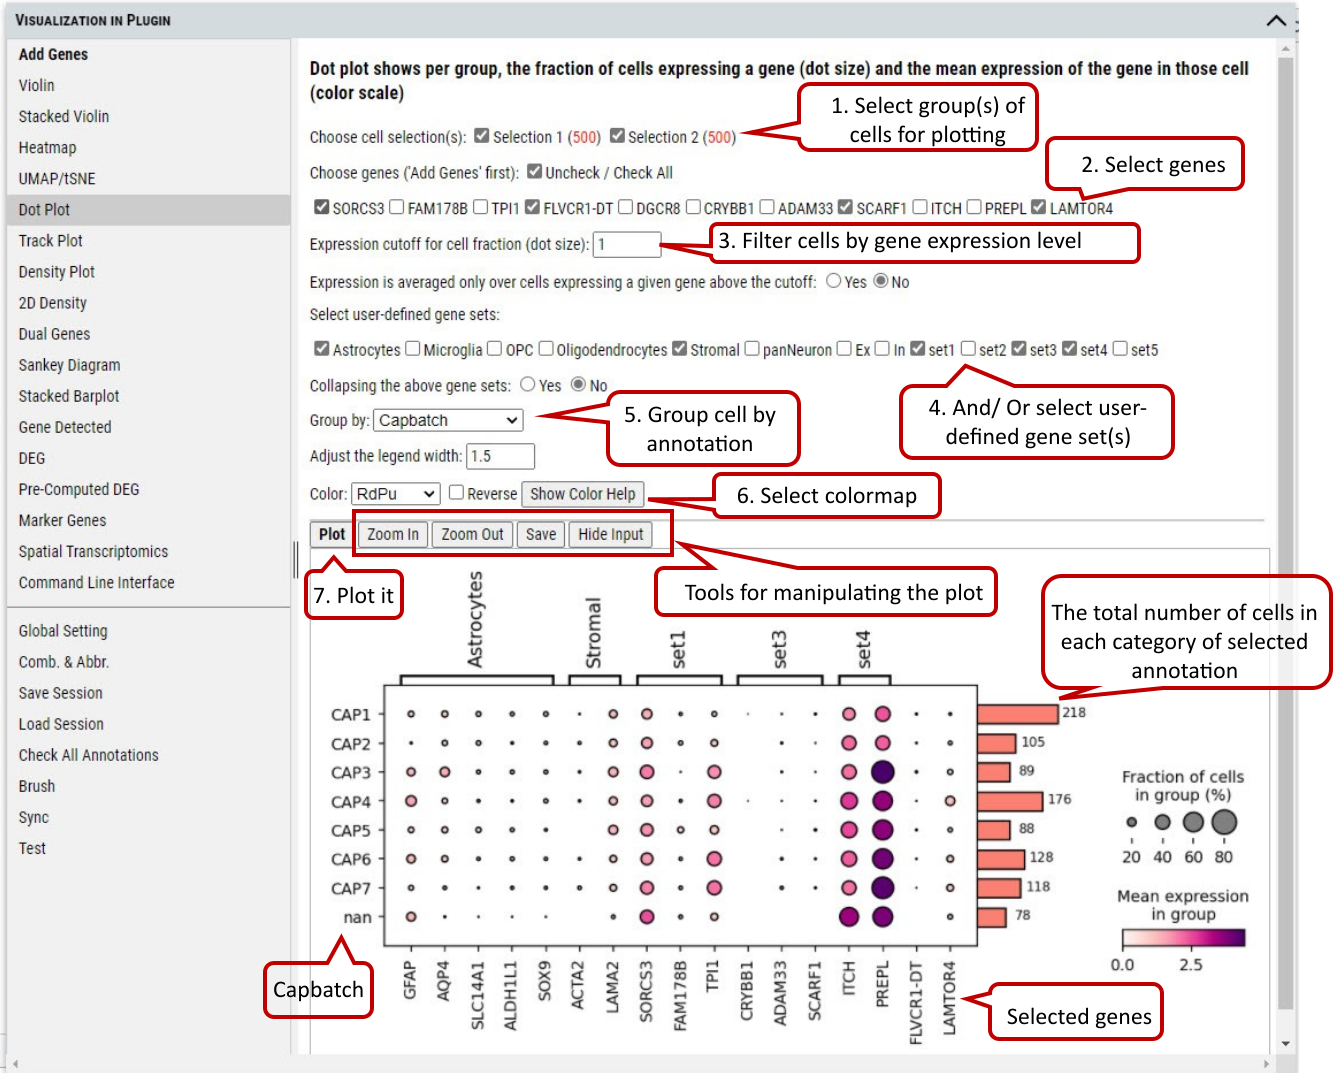 VISUALIZATION IN PLUGIN
Add Genes
Violin
Stacked Violin
Heatmap
UMAP/tSNE
Dot Plot
Track Plot
Density Plot
2D Density
Dual Genes
Sankey Diagram
Stacked Barplot
Gene Detected
DEG
Pre-Computed DEG
Marker Genes
Spatial Transcriptomics
Command Line Interface
Global Setting
Comb. & Abbr.
Save Session
Load Session
Check All Annotations
Brush
Sync
Test
Dot plot shows per group, the fraction of cells expressing a gene (dot size) and the mean expression of the gene in those cell
(color scale)
1. Select group(s) of
cells for plotting
Choose cell selection(s): Selection 1 (500) Selection 2 (500)
2. Select genes
Choose genes ('Add Genes' first): Uncheck / Check All
SORCS3 FAM178B TPI1 FLVCR1-DT DGCR8 CRYBB1 ADAM33 SCARF1 ITCH PREPL LAMTOR4
Expression cutoff for cell fraction (dot size): 1
3. Filter cells by gene expression level
Expression is averaged only over cells expressing a given gene above the cutoff: Yes No
Select user-defined gene sets:
Astrocytes Microglia OPC Oligodendrocytes Stromal panNeuron Ex In set1 set2 set3 set4 set5
Collapsing the above gene sets: Yes No
4. And/ Or select user-
defined gene set(s)
Group by: Capbatch
5. Group cell by
annotation
Adjust the legend width: 1.5
Color: RdPu Reverse Show Color Help
6. Select colormap
Plot Zoom In Zoom Out Save Hide Input
7. Plot it
Tools for manipulating the plot
The total number of cells in
each category of selected
annotation
Astrocytes
Stromal
set1
set3
set4
CAP1
CAP2
CAP3
CAP4
CAP5
CAP6
CAP7
nan
218
105
89
176
88
128
118
78
Fraction of cells
in group (%)
20 40 60 80
Mean expression
in group
0.0 2.5
GFAP
AQP4
SLC14A1
ALDH1L1
SOX9
ACTA2
LAMA2
SORCS3
FAM178B
TPI1
CRYBB1
ADAM33
SCARF1
ITCH
PREPL
FLVCR1-DT
LAMTOR4
Capbatch
Selected genes